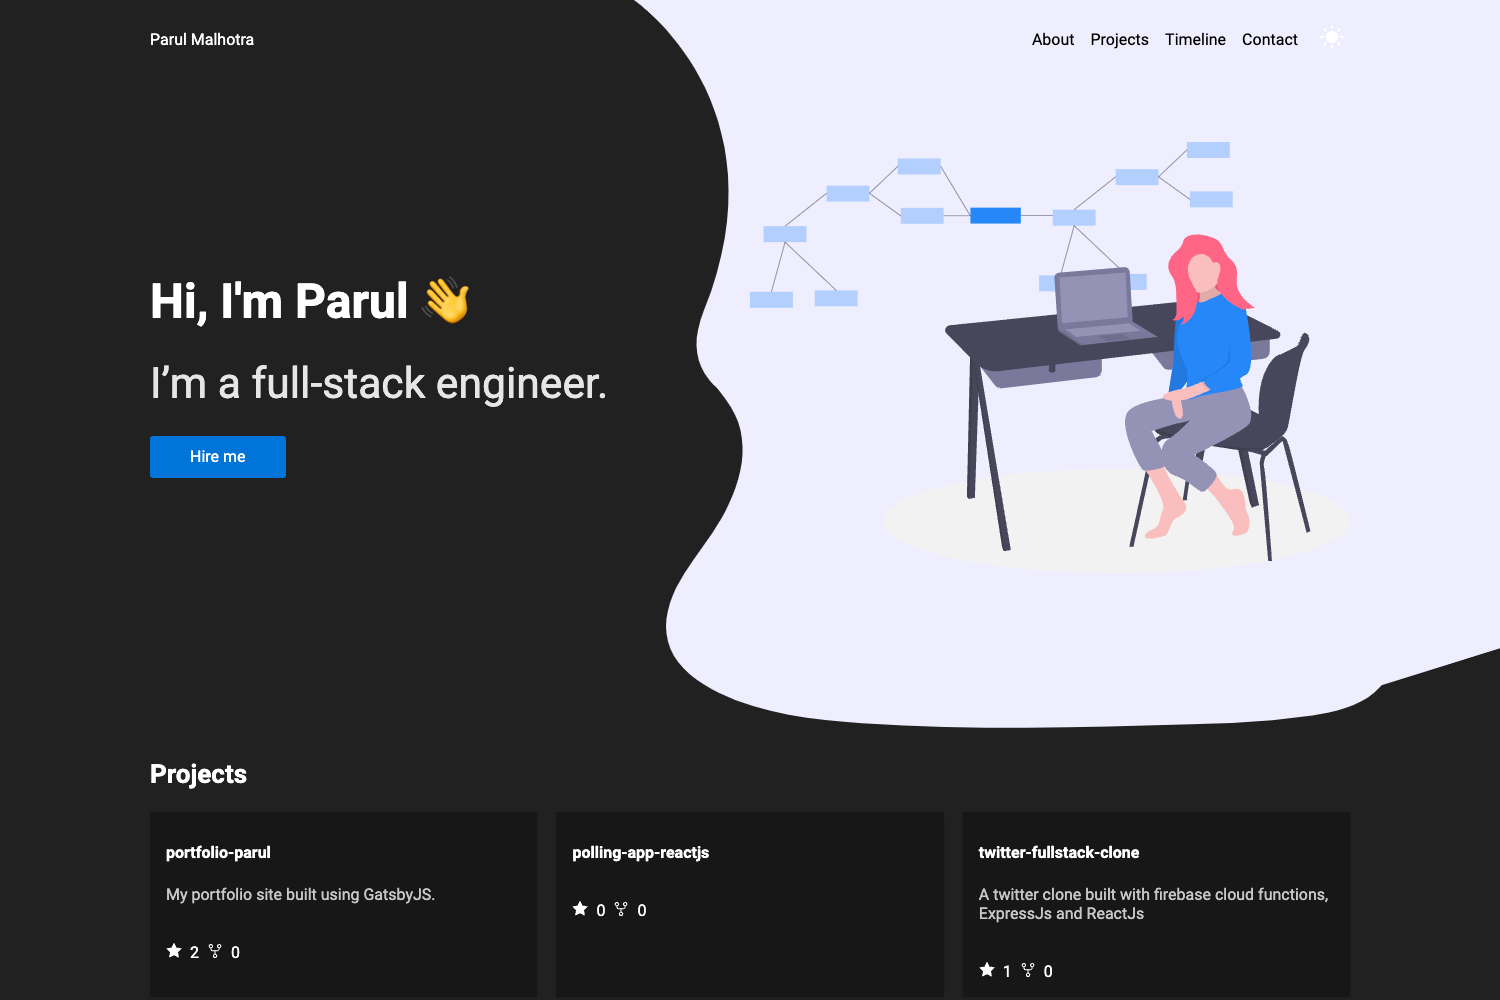 Parul Malhotra
About Projects Timeline Contact
Hi, I'm Parul 👋
I’m a full-stack engineer.
Hire me
Projects
portfolio-parul
My portfolio site built using GatsbyJS.
2 0
polling-app-reactjs
0 0
twitter-fullstack-clone
A twitter clone built with firebase cloud functions,
ExpressJs and ReactJs
1 0